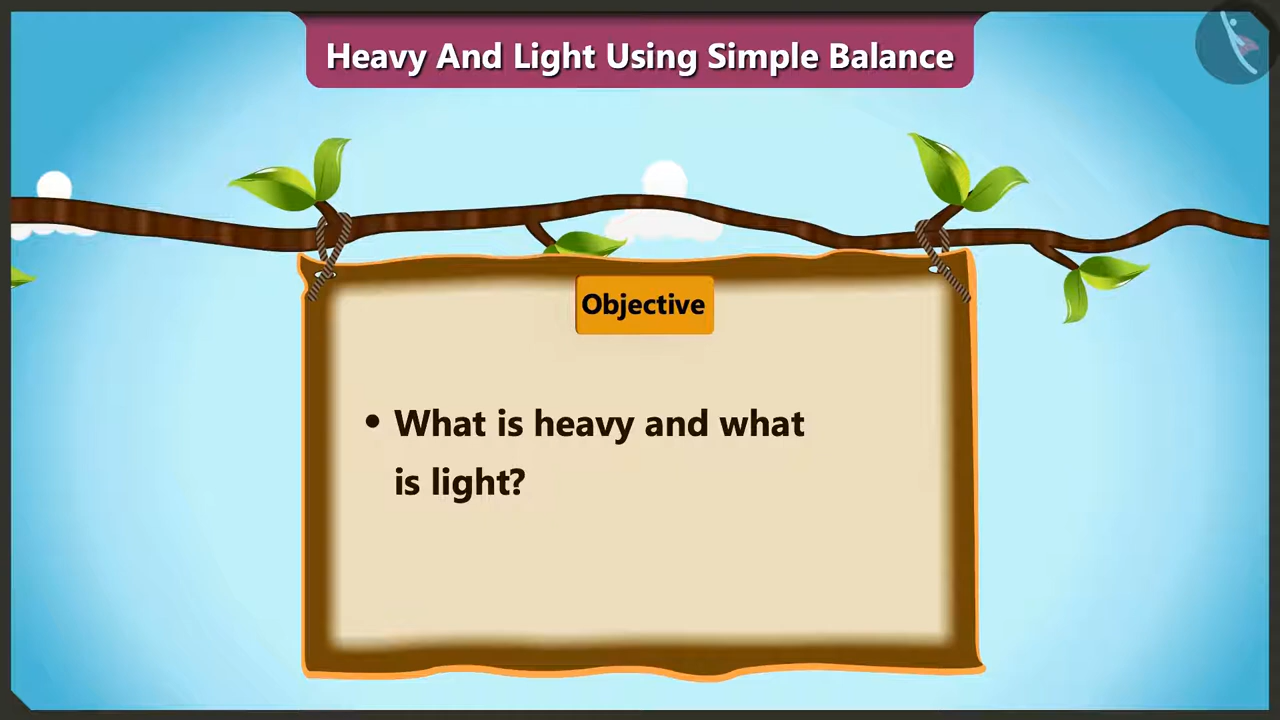 Heavy And Light Using Simple Balance
Objective
• What is heavy and what
is light?